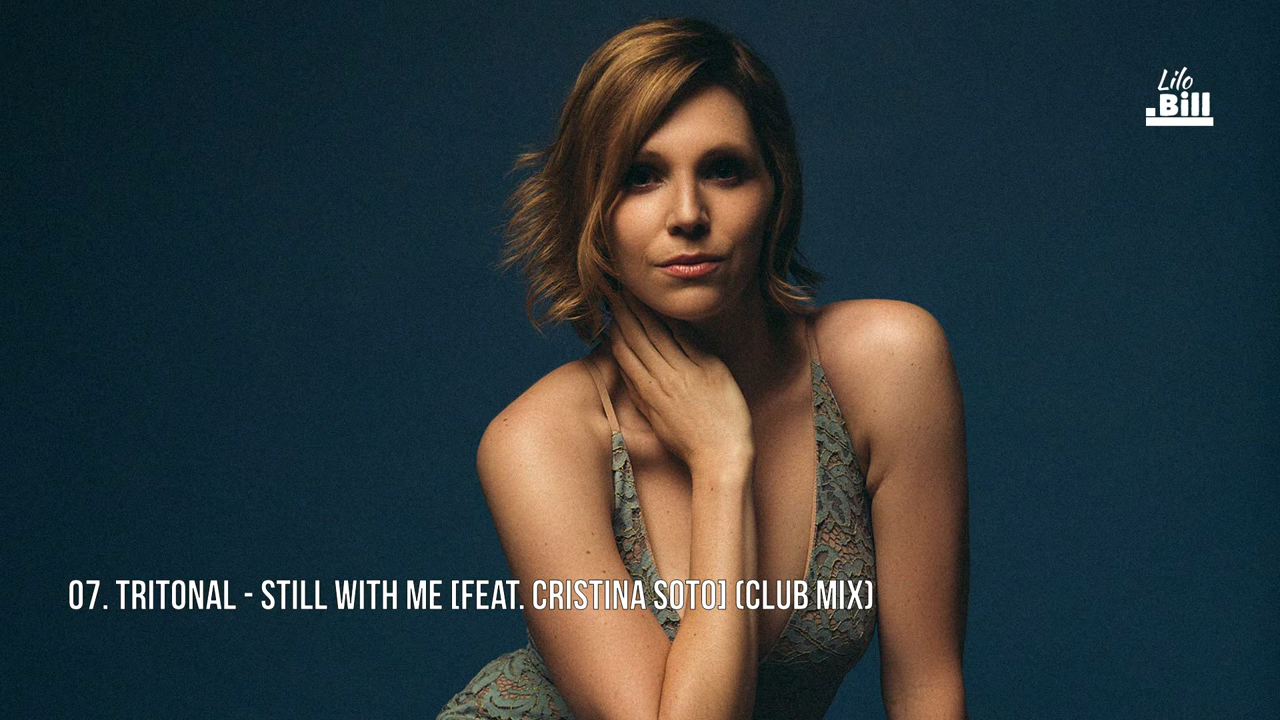 Lilo
.Bill
07. TRITONAL - STILL WITH ME [FEAT. CRISTINA SOTO] (CLUB MIX)